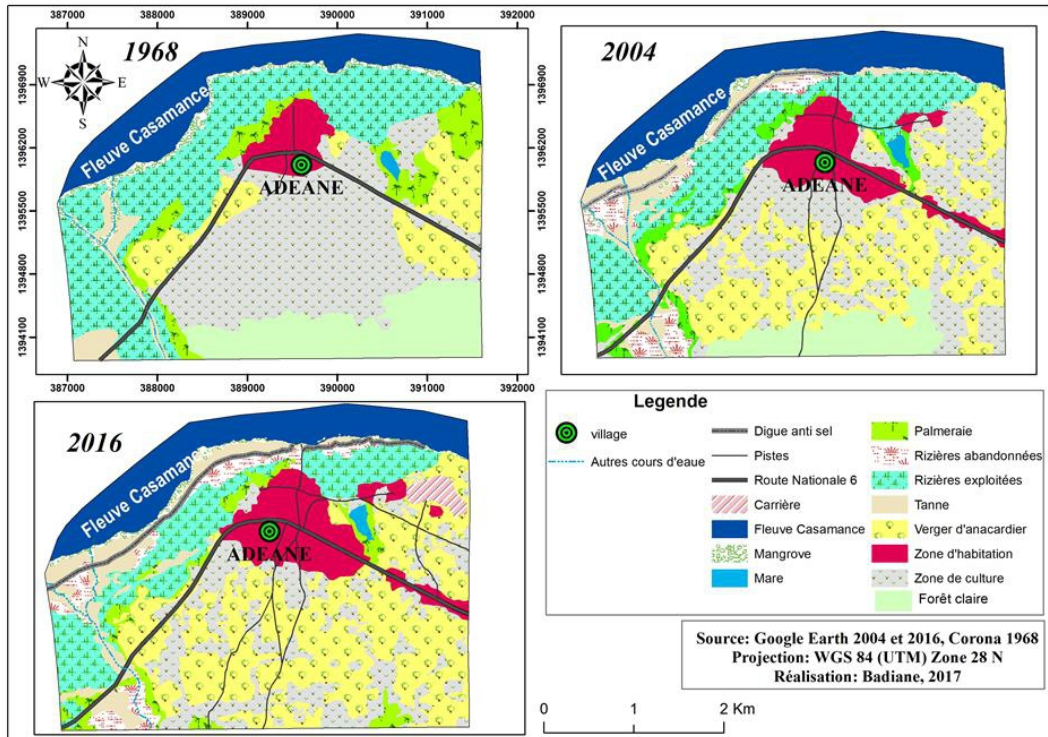 387000 388000 389000 390000 391000 392000
1968
N
W E
S
Fleuve Casamance
ADEANE
1396900
1396200
1395500
1394800
1394100
2004
Fleuve Casamance
ADEANE
1396900
1396200
1395500
1394800
1394100
387000 388000 389000 390000 391000 392000
2016
Fleuve Casamance
ADEANE
Legende
village
Autres cours d'eaue
Digue anti sel
Pistes
Route Nationale 6
Carrière
Fleuve Casamance
Mangrove
Mare
Palmeraie
Rizières abandonnées
Rizières exploitées
Tanne
Verger d'anacardier
Zone d'habitation
Zone de culture
Forêt claire
Source: Google Earth 2004 et 2016, Corona 1968
Projection: WGS 84 (UTM) Zone 28 N
Réalisation: Badiane, 2017
0 1 2 Km